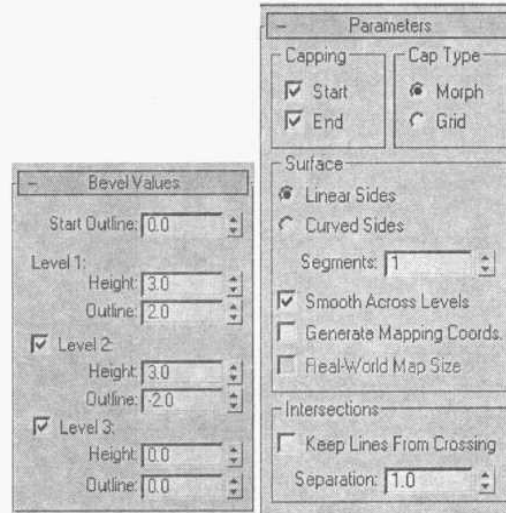 Bevel Values
Start Outline: 0.0
Level 1:
Height: 3.0
Outline: 2.0
Level 2:
Height: 3.0
Outline: -2.0
Level 3:
Height: 0.0
Outline: 0.0
Parameters
Capping
Start
End
Cap Type
Morph
Grid
Surface
Linear Sides
Curved Sides
Segments: 1
Smooth Across Levels
Generate Mapping Coords.
Real-World Map Size
Intersections
Keep Lines From Crossing
Separation: 1.0